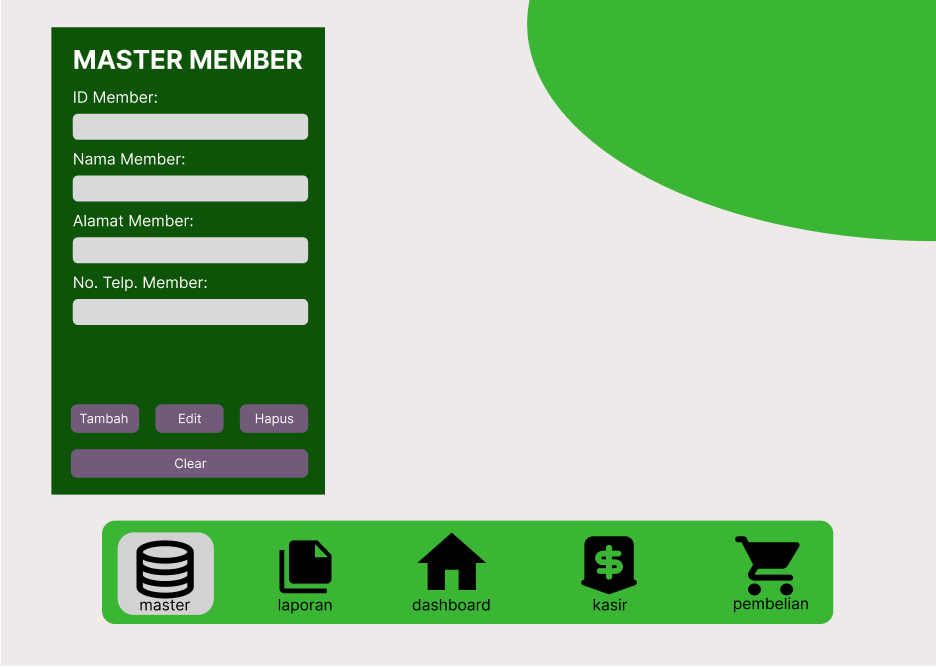 MASTER MEMBER
ID Member:
Nama Member:
Alamat Member:
No. Telp. Member:
Tambah Edit Hapus
Clear
master laporan dashboard kasir pembelian